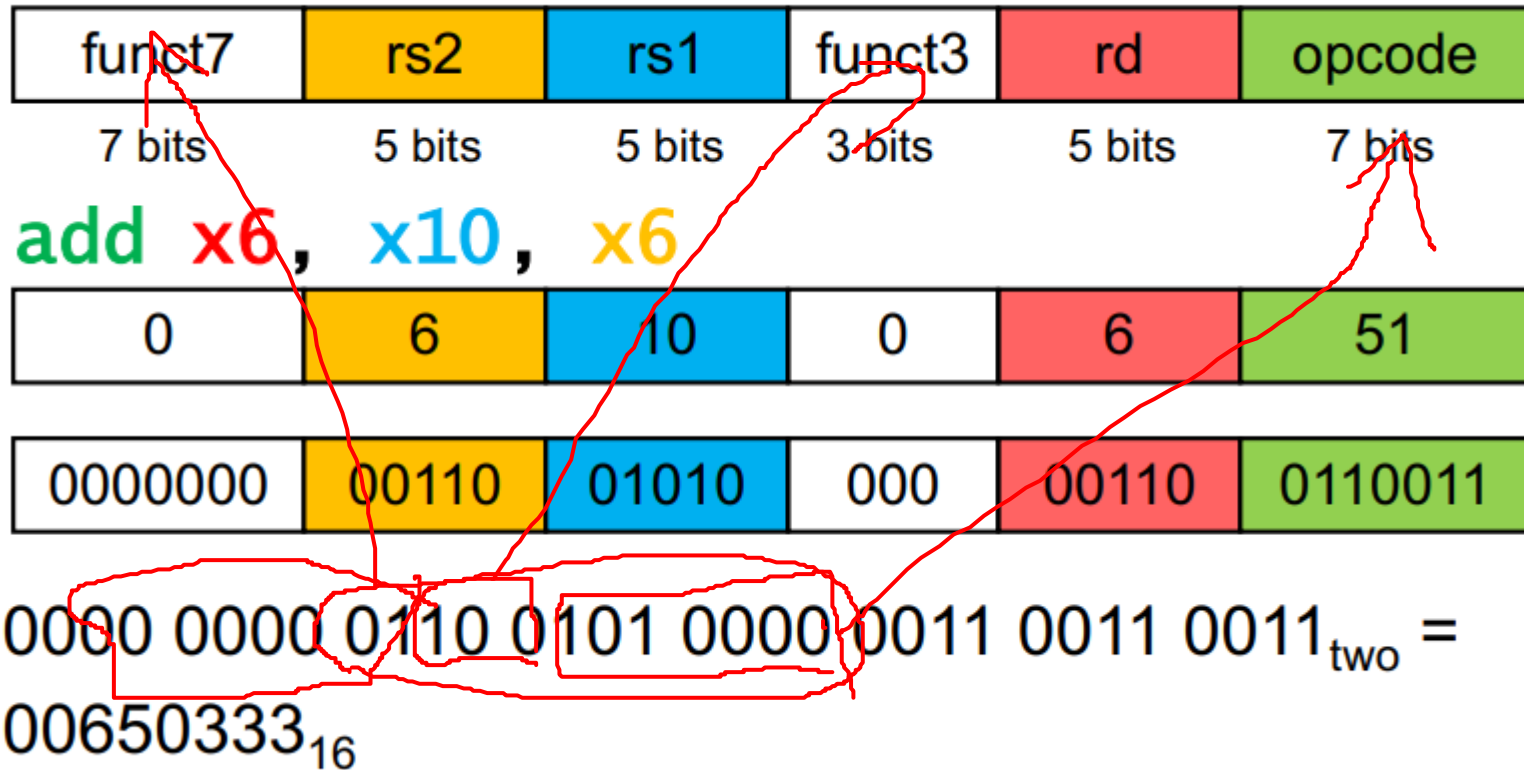 funct7 rs2 rs1 funct3 rd opcode
7 bits 5 bits 5 bits 3 bits 5 bits 7 bits
add x6, x10, x6
0 6 10 0 6 51
0000000 00110 01010 000 00110 0110011
0000 0000 0110 0101 0000 0011 0011 0011two =
0065033316